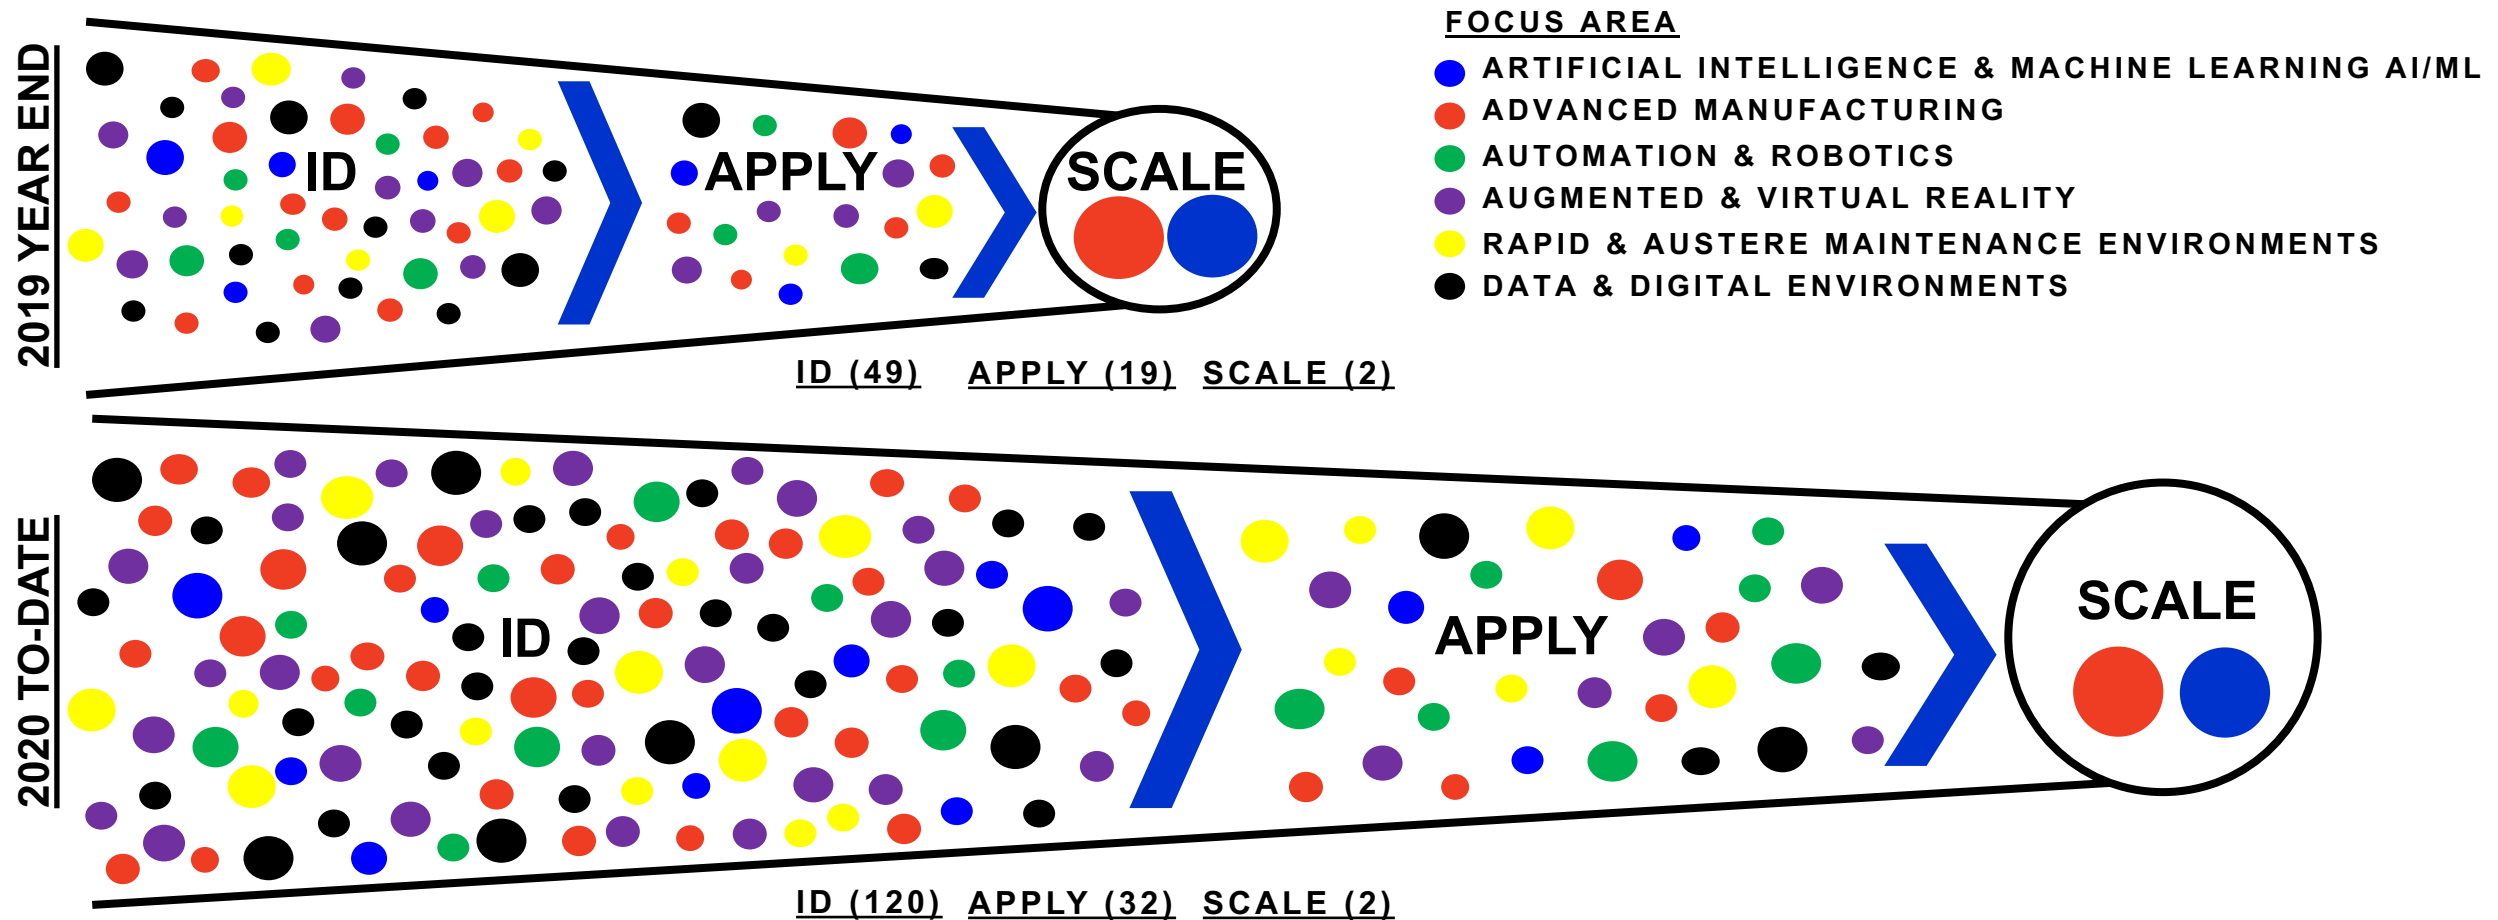 2019 YEAR END
ID
APPLY
SCALE
ID (49) APPLY (19) SCALE (2)
FOCUS AREA
ARTIFICIAL INTELLIGENCE & MACHINE LEARNING AI/ML
ADVANCED MANUFACTURING
AUTOMATION & ROBOTICS
AUGMENTED & VIRTUAL REALITY
RAPID & AUSTERE MAINTENANCE ENVIRONMENTS
DATA & DIGITAL ENVIRONMENTS
2020 TO-DATE
ID
APPLY
SCALE
ID (120) APPLY (32) SCALE (2)